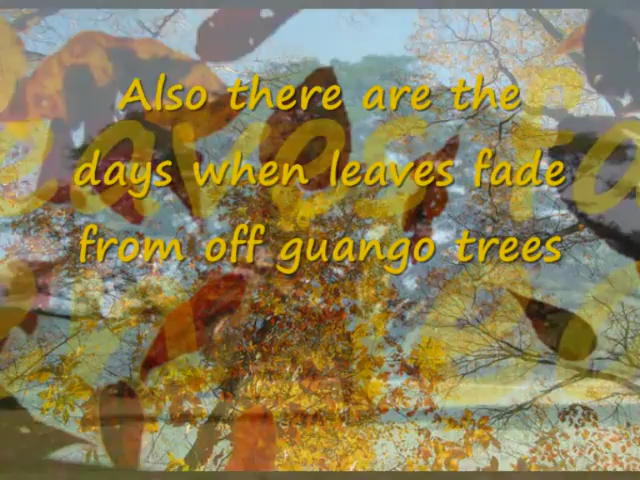 Also there are the
days when leaves fade
from off guango trees